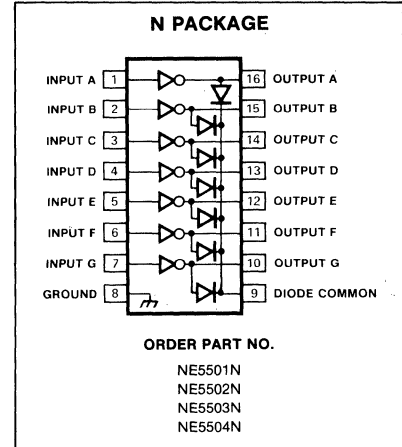 N PACKAGE
INPUT A 1 16 OUTPUT A
INPUT B 2 15 OUTPUT B
INPUT C 3 14 OUTPUT C
INPUT D 4 13 OUTPUT D
INPUT E 5 12 OUTPUT E
INPUT F 6 11 OUTPUT F
INPUT G 7 10 OUTPUT G
GROUND 8 9 DIODE COMMON
ORDER PART NO.
NE5501N
NE5502N
NE5503N
NE5504N